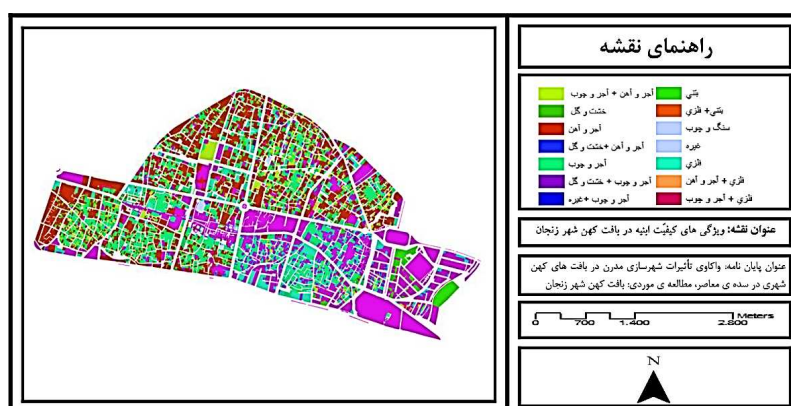 راهنمای نقشه
آجر و آهن + آجر و چوب
بتنی
خشت و گل
بتنی + فلزی
آجر و آهن
سنگ و چوب
آجر و آهن +خشت و گل
غیره
آجر و چوب
فلزی
آجر و چوب + خشت و گل
فلزی + آجر و آهن
آجر و چوب +غیره
فلزی + آجر و چوب
عنوان نقشه: ویژگی های کیفیّت ابنیه در بافت کهن شهر زنجان
عنوان پایان نامه: واکاوی تأثیرات شهرسازی مدرن در بافت های کهن
شهری در سده ی معاصر، مطالعه ی موردی: بافت کهن شهر زنجان
0 700 1.400 2.800 Meters
N